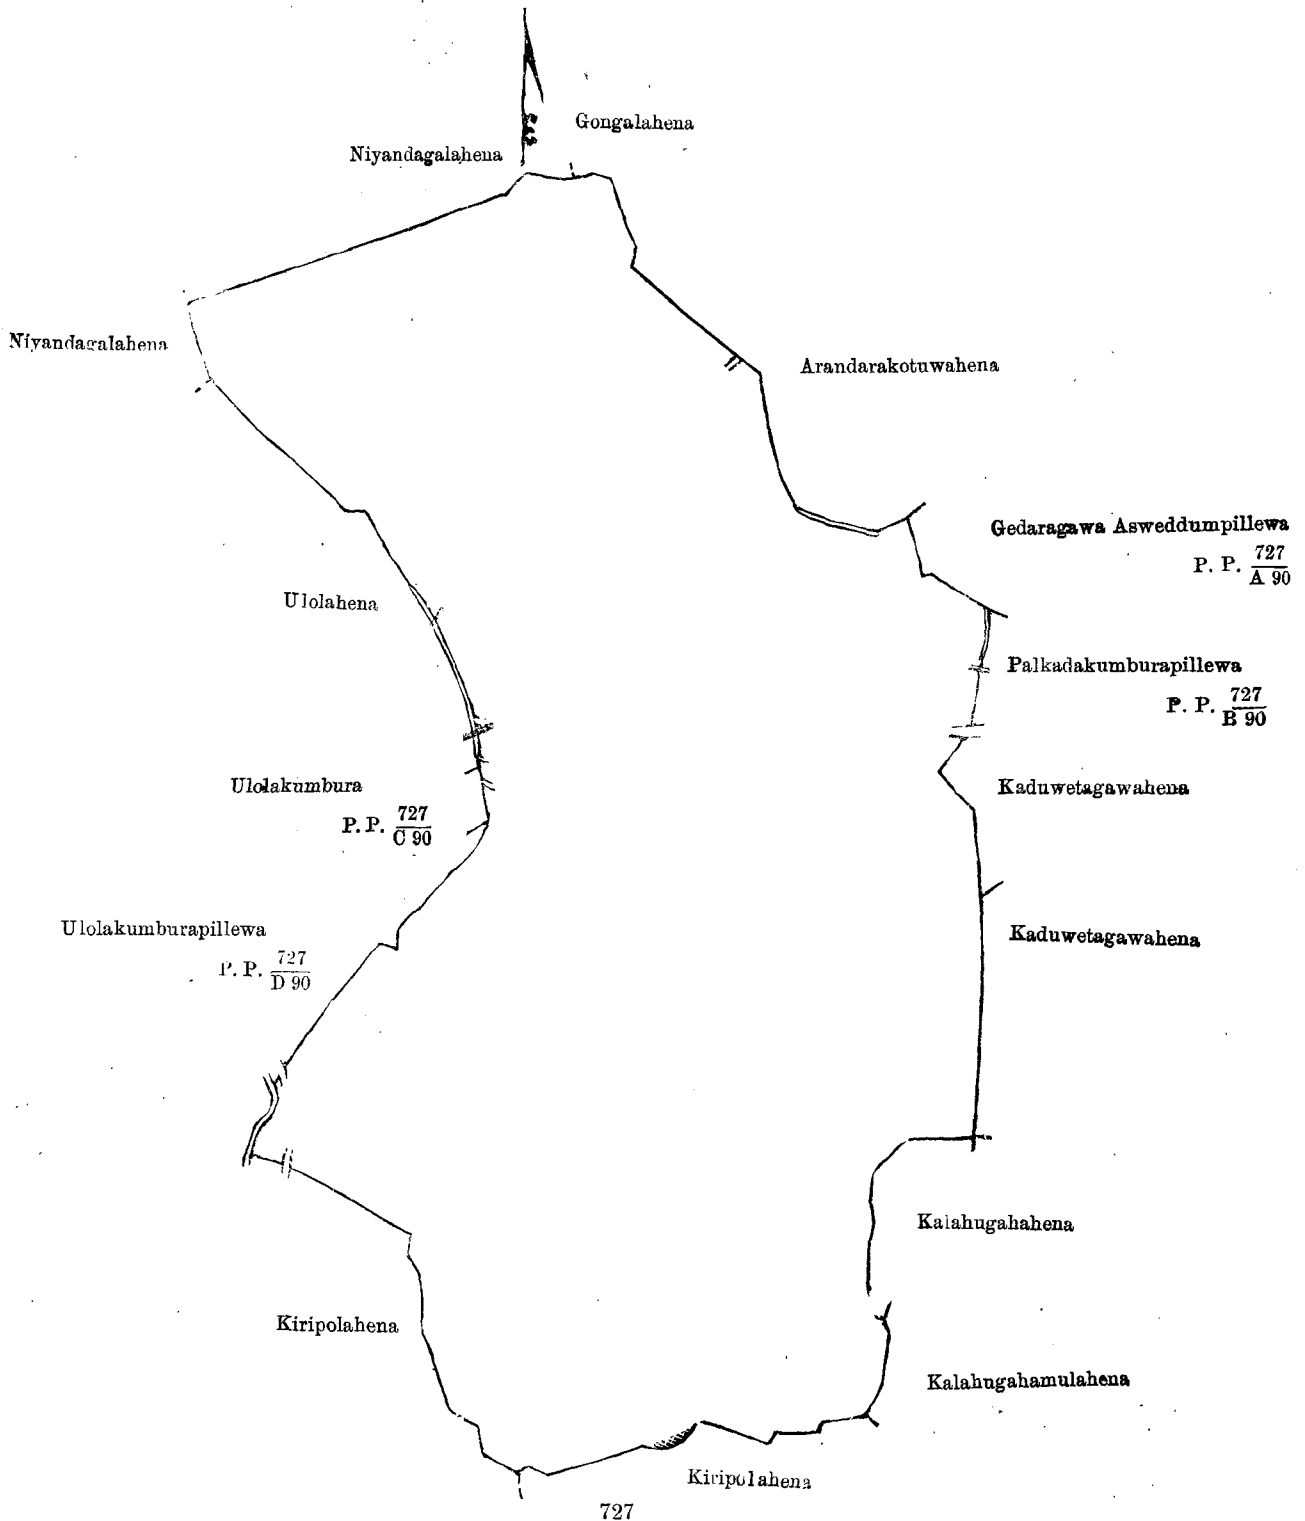 Gongalahena
Niyandagalahena
Niyandagalahena
Arandarakotuwahena
Gedaragawa Asweddumpillewa
P. P. 727/A 90
Ulolahena
Palkadakumburapillewa
P. P. 727/B 90
Ulolakumbura
P. P. 727/C 90
Kaduwetagawahena
Ulolakumburapillewa
P. P. 727/D 90
Kaduwetagawahena
Kalahugahahena
Kiripolahena
Kalahugahamulahena
Kiripolahena
727